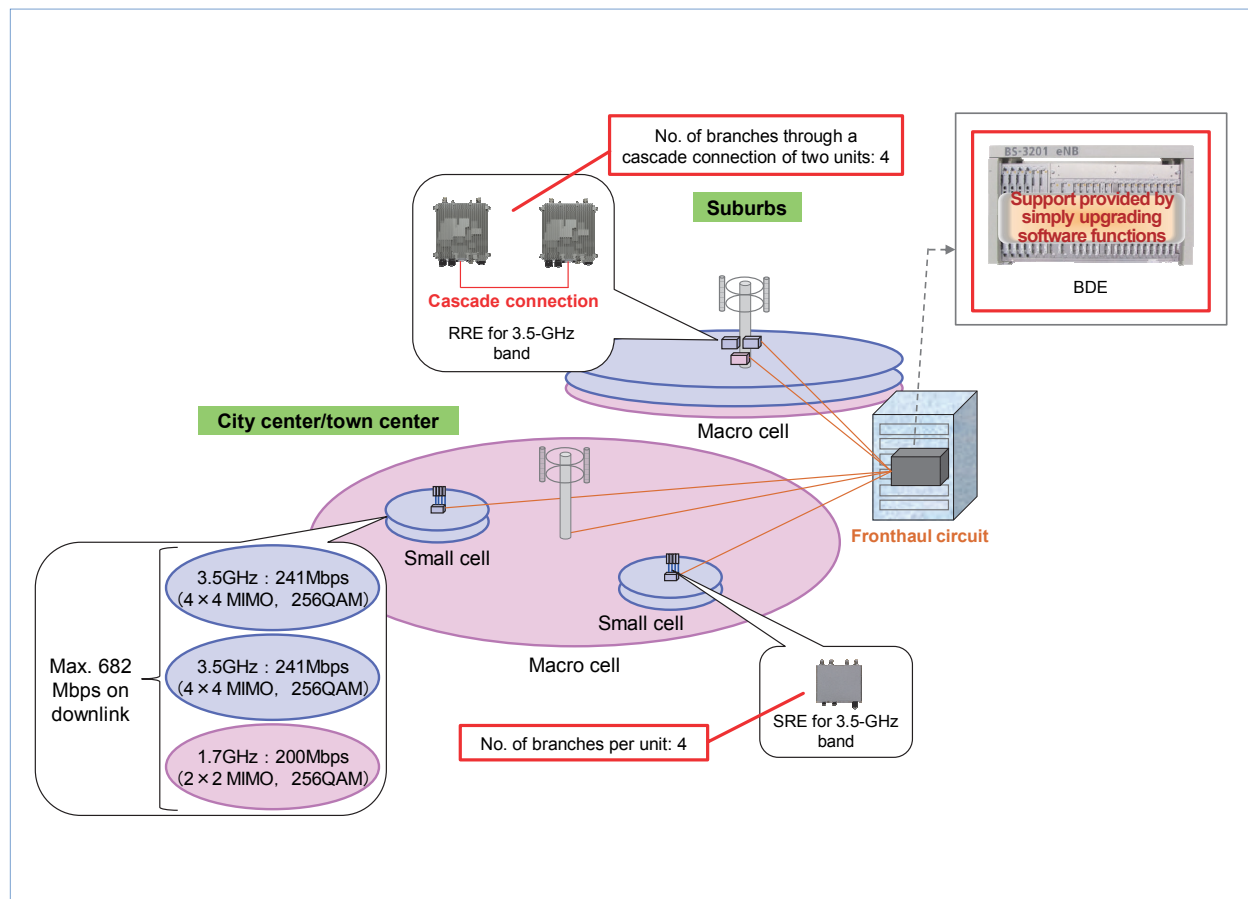 No. of branches through a
cascade connection of two units: 4
BS-3201 eNB
Support provided by
simply upgrading
software functions
BDE
Suburbs
Cascade connection
RRE for 3.5-GHz
band
Macro cell
City center/town center
Fronthaul circuit
Small cell
Small cell
Macro cell
Max. 682
Mbps on
downlink
3.5GHz：241Mbps
（4×4 MIMO，256QAM）
3.5GHz：241Mbps
（4×4 MIMO，256QAM）
1.7GHz：200Mbps
（2×2 MIMO，256QAM）
No. of branches per unit: 4
SRE for 3.5-GHz
band